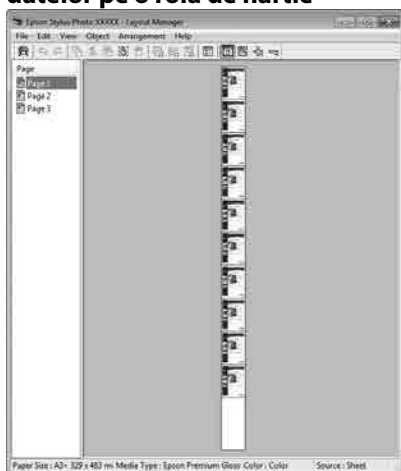 datelor pe o rolă de hârtie
Epson Stylus Photo XXXXX - Layout Manager
File Edit View Object Arrangement Help
Page
Page 1
Page 2
Page 3
Paper Size : A3+ 329 x 483 mi Media Type : Epson Premium Gloss Color : Color Source : Sheet